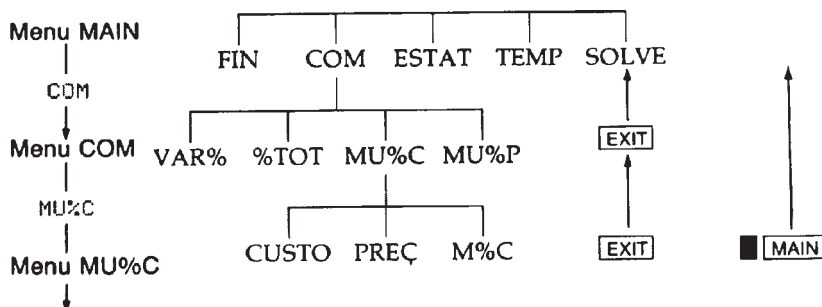 Menu MAIN
FIN COM ESTAT TEMP SOLVE
COM
Menu COM
VAR% %TOT MU%C MU%P
EXIT
MU%C
CUSTO PREÇ M%C
EXIT
MAIN
Menu MU%C